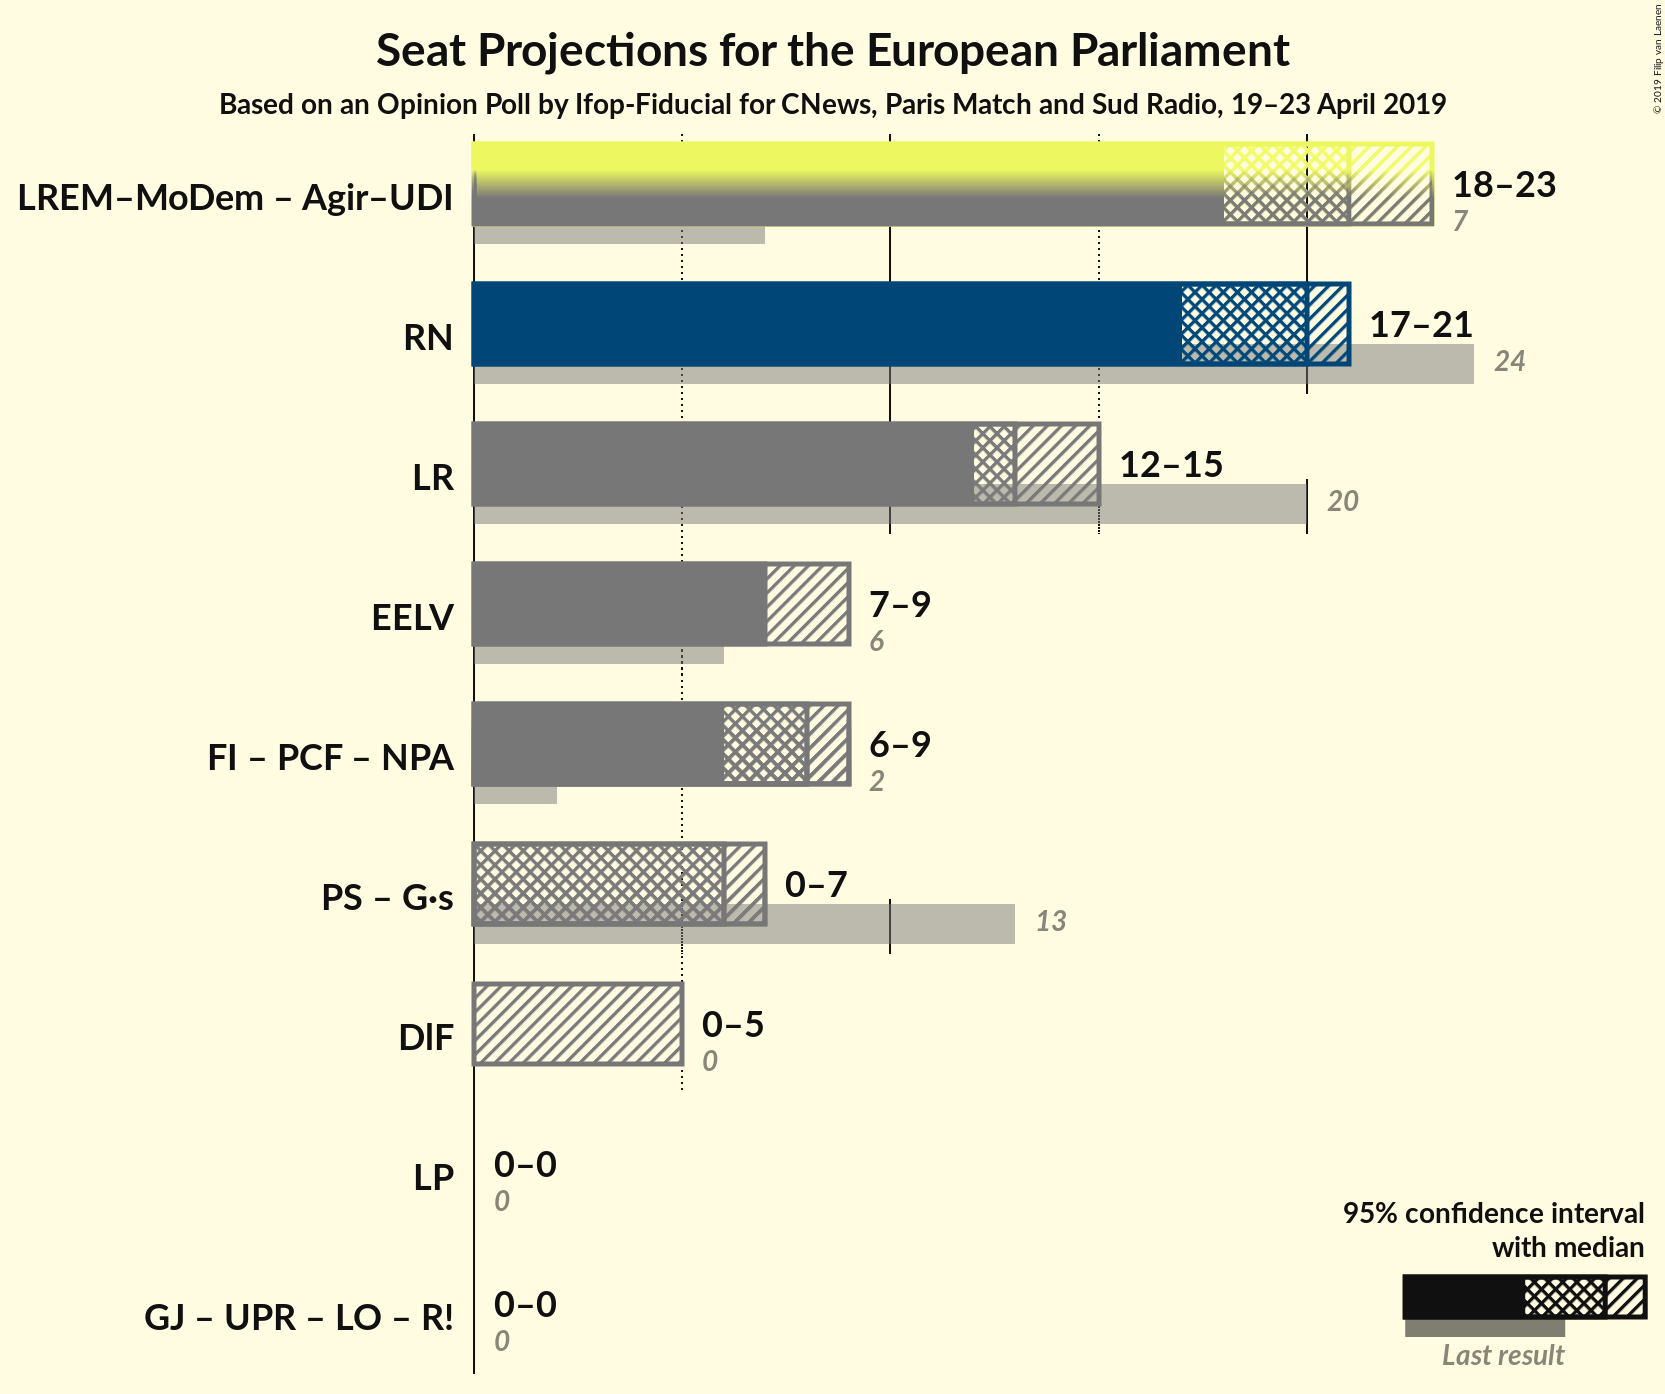 Seat Projections for the European Parliament
Based on an Opinion Poll by Ifop-Fiducial for CNews, Paris Match and Sud Radio, 19–23 April 2019
© 2019 Filip van Laenen
LREM–MoDem – Agir–UDI
18–23
7
RN
17–21
24
LR
12–15
20
EELV
7–9
6
FI – PCF – NPA
6–9
2
PS – G·s
0–7
13
DlF
0–5
0
LP
0–0
0
GJ – UPR – LO – R!
0–0
0
95% confidence interval
with median
Last result